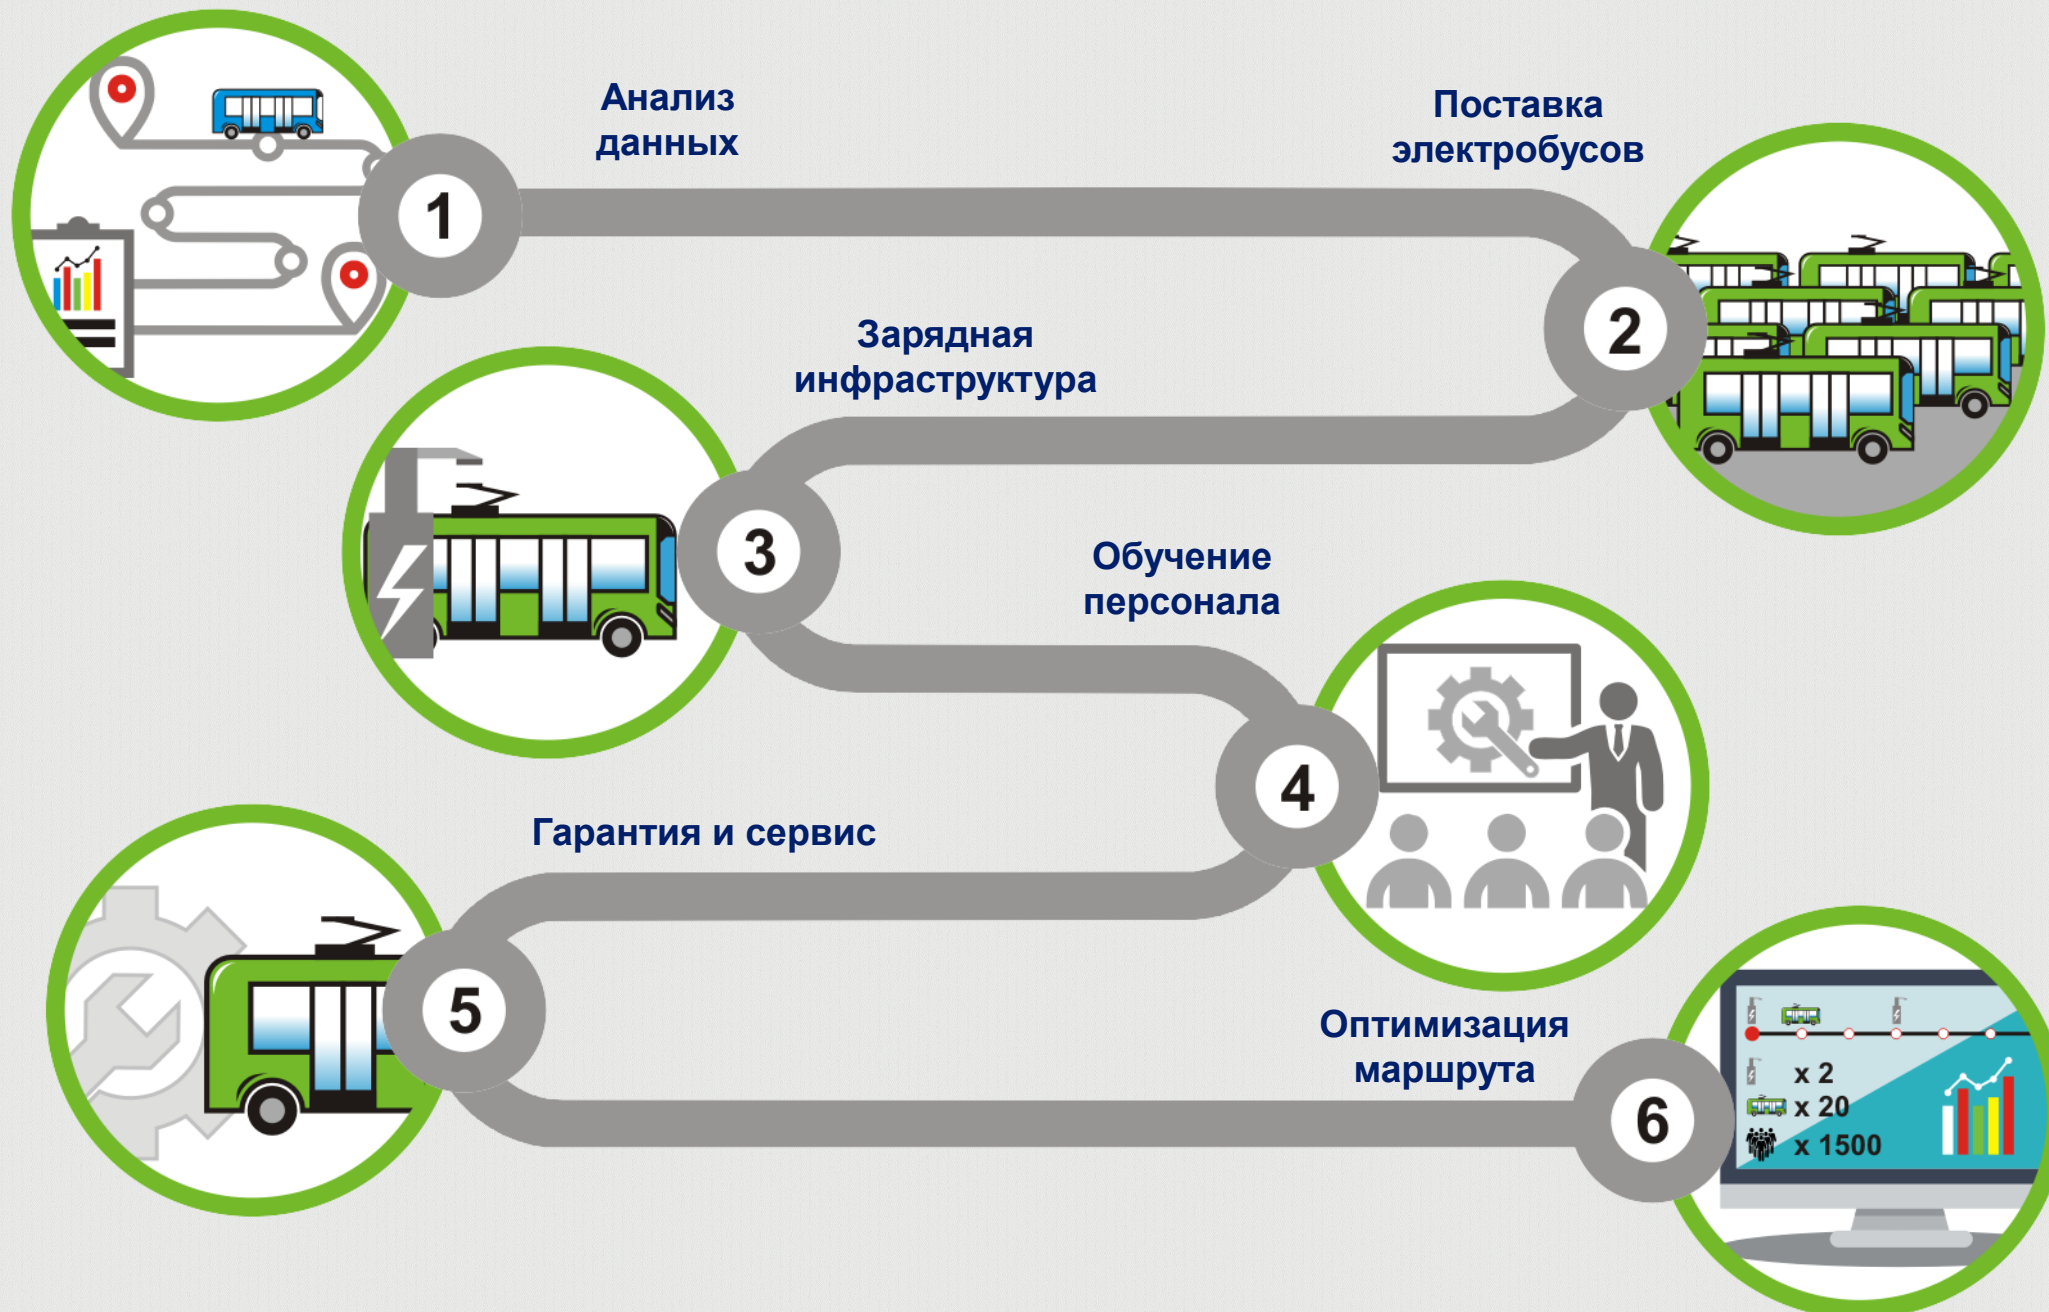 Анализ
данных
1
Поставка
электробусов
2
Зарядная
инфраструктура
3
Обучение
персонала
4
Гарантия и сервис
5
Оптимизация
маршрута
6
x 2
x 20
x 1500